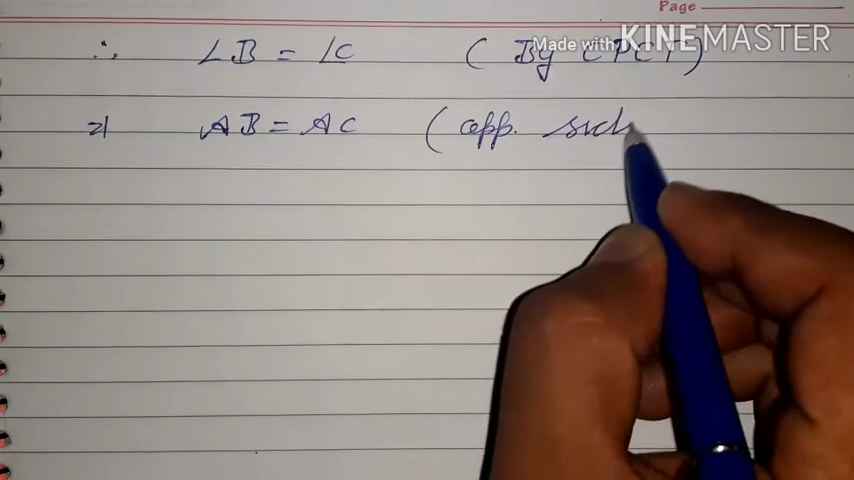 Page
Made with KINEMASTER
∴ ∠B = ∠C (By CPCT)
⇒ AB = AC (opp. sid